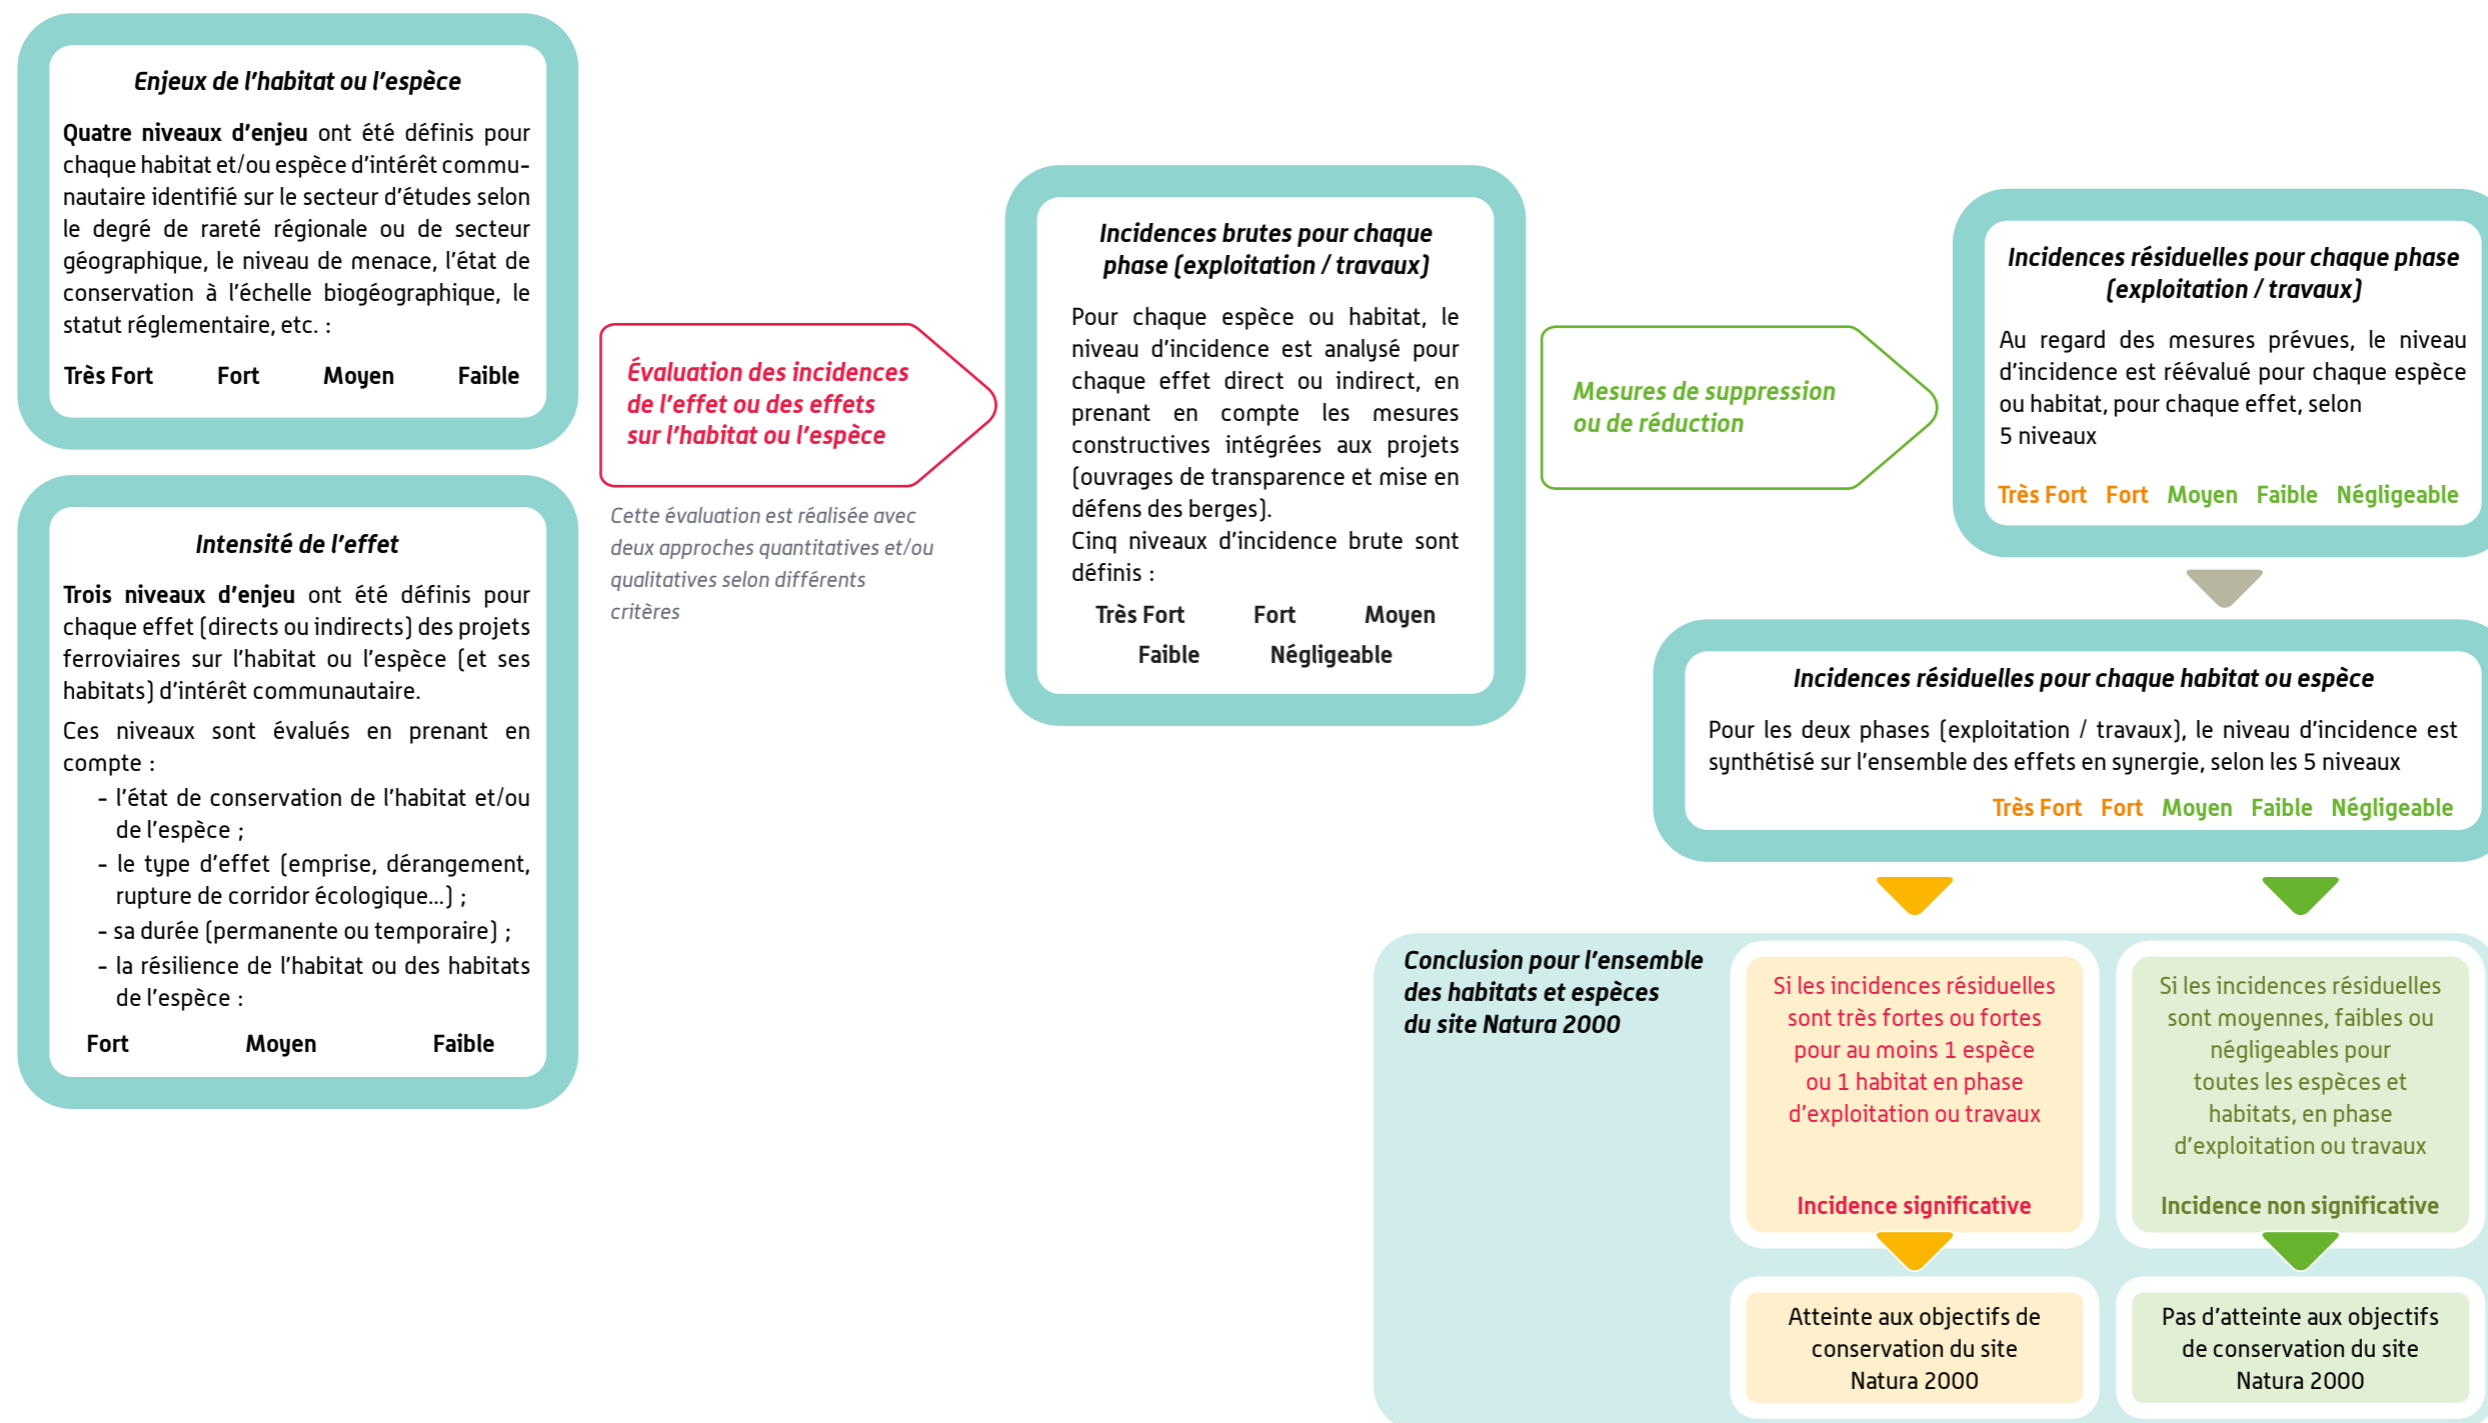 Enjeux de l'habitat ou l'espèce
Quatre niveaux d'enjeu ont été définis pour
chaque habitat et/ou espèce d'intérêt commu-
nautaire identifié sur le secteur d'études selon
le degré de rareté régionale ou de secteur
géographique, le niveau de menace, l'état de
conservation à l'échelle biogéographique, le
statut réglementaire, etc. :
Très Fort Fort Moyen Faible
Intensité de l'effet
Trois niveaux d'enjeu ont été définis pour
chaque effet (directs ou indirects) des projets
ferroviaires sur l'habitat ou l'espèce (et ses
habitats) d'intérêt communautaire.
Ces niveaux sont évalués en prenant en
compte :
- l'état de conservation de l'habitat et/ou
de l'espèce ;
- le type d'effet (emprise, dérangement,
rupture de corridor écologique...) ;
- sa durée (permanente ou temporaire) ;
- la résilience de l'habitat ou des habitats
de l'espèce :
Fort Moyen Faible
Évaluation des incidences
de l'effet ou des effets
sur l'habitat ou l'espèce
Cette évaluation est réalisée avec
deux approches quantitatives et/ou
qualitatives selon différents
critères
Incidences brutes pour chaque
phase (exploitation / travaux)
Pour chaque espèce ou habitat, le
niveau d'incidence est analysé pour
chaque effet direct ou indirect, en
prenant en compte les mesures
constructives intégrées aux projets
(ouvrages de transparence et mise en
défens des berges).
Cinq niveaux d'incidence brute sont
définis :
Très Fort Fort Moyen
Faible Négligeable
Mesures de suppression
ou de réduction
Incidences résiduelles pour chaque phase
(exploitation / travaux)
Au regard des mesures prévues, le niveau
d'incidence est réévalué pour chaque espèce
ou habitat, pour chaque effet, selon
5 niveaux
Très Fort Fort Moyen Faible Négligeable
Incidences résiduelles pour chaque habitat ou espèce
Pour les deux phases (exploitation / travaux), le niveau d'incidence est
synthétisé sur l'ensemble des effets en synergie, selon les 5 niveaux
Très Fort Fort Moyen Faible Négligeable
Conclusion pour l'ensemble
des habitats et espèces
du site Natura 2000
Si les incidences résiduelles
sont très fortes ou fortes
pour au moins 1 espèce
ou 1 habitat en phase
d'exploitation ou travaux
Incidence significative
Atteinte aux objectifs de
conservation du site
Natura 2000
Si les incidences résiduelles
sont moyennes, faibles ou
négligeables pour
toutes les espèces et
habitats, en phase
d'exploitation ou travaux
Incidence non significative
Pas d'atteinte aux objectifs
de conservation du site
Natura 2000